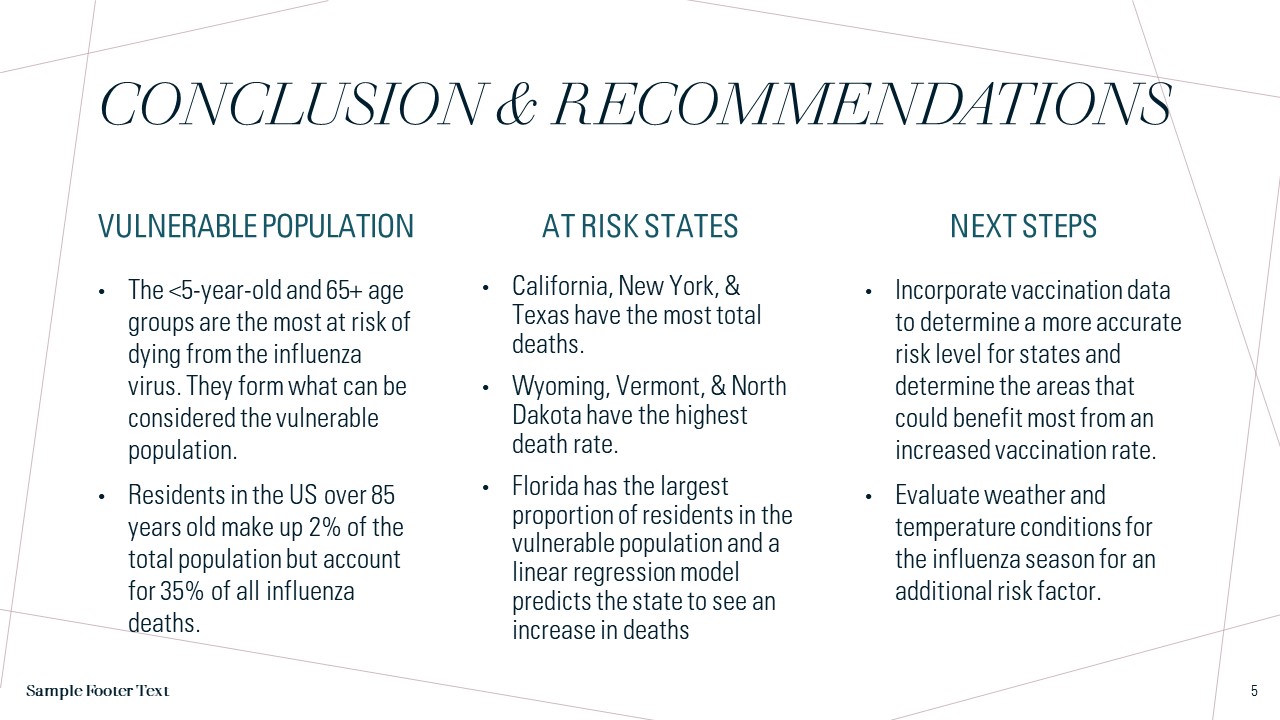 CONCLUSION & RECOMMENDATIONS
VULNERABLE POPULATION
• The <5-year-old and 65+ age
groups are the most at risk of
dying from the influenza
virus. They form what can be
considered the vulnerable
population.
• Residents in the US over 85
years old make up 2% of the
total population but account
for 35% of all influenza
deaths.
AT RISK STATES
• California, New York, &
Texas have the most total
deaths.
• Wyoming, Vermont, & North
Dakota have the highest
death rate.
• Florida has the largest
proportion of residents in the
vulnerable population and a
linear regression model
predicts the state to see an
increase in deaths
NEXT STEPS
• Incorporate vaccination data
to determine a more accurate
risk level for states and
determine the areas that
could benefit most from an
increased vaccination rate.
• Evaluate weather and
temperature conditions for
the influenza season for an
additional risk factor.
Sample Footer Text
5